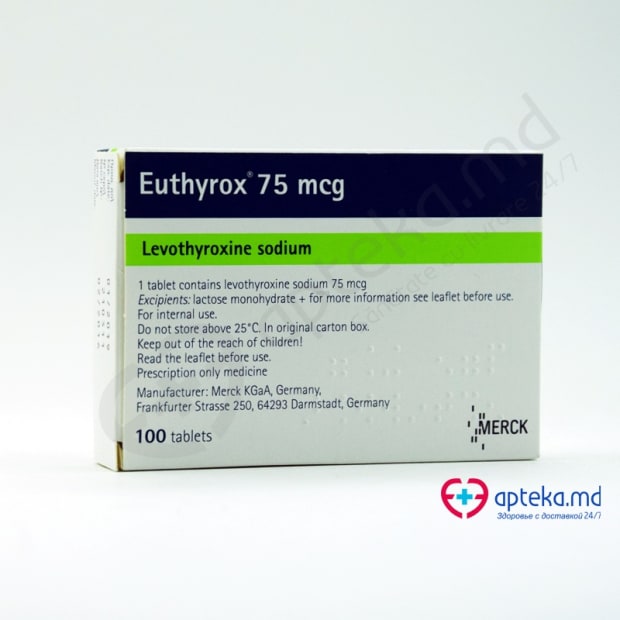 Euthyrox® 75 mcg
Levothyroxine sodium
1 tablet contains levothyroxine sodium 75 mcg
Excipients: lactose monohydrate + for more information see leaflet before use.
For internal use.
Do not store above 25°C. In original carton box.
Keep out of the reach of children!
Read the leaflet before use.
Prescription only medicine
Manufacturer: Merck KGaA, Germany,
Frankfurter Strasse 250, 64293 Darmstadt, Germany
100 tablets
MERCK
apteka.md
Здоровье с доставкой 24/7
apteka.md